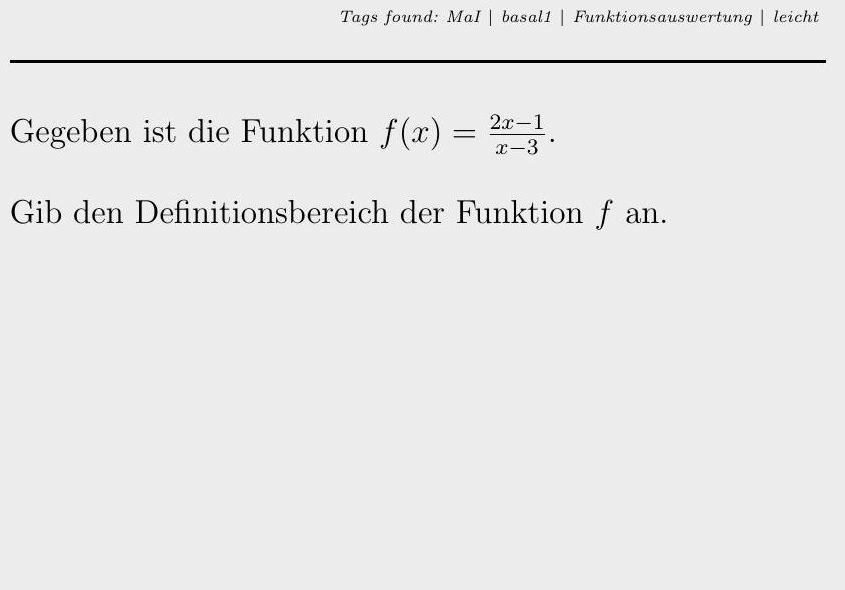 Tags found: MaI | basal1 | Funktionsauswertung | leicht
Gegeben ist die Funktion $f(x) = \frac{2x-1}{x-3}$.
Gib den Definitionsbereich der Funktion $f$ an.